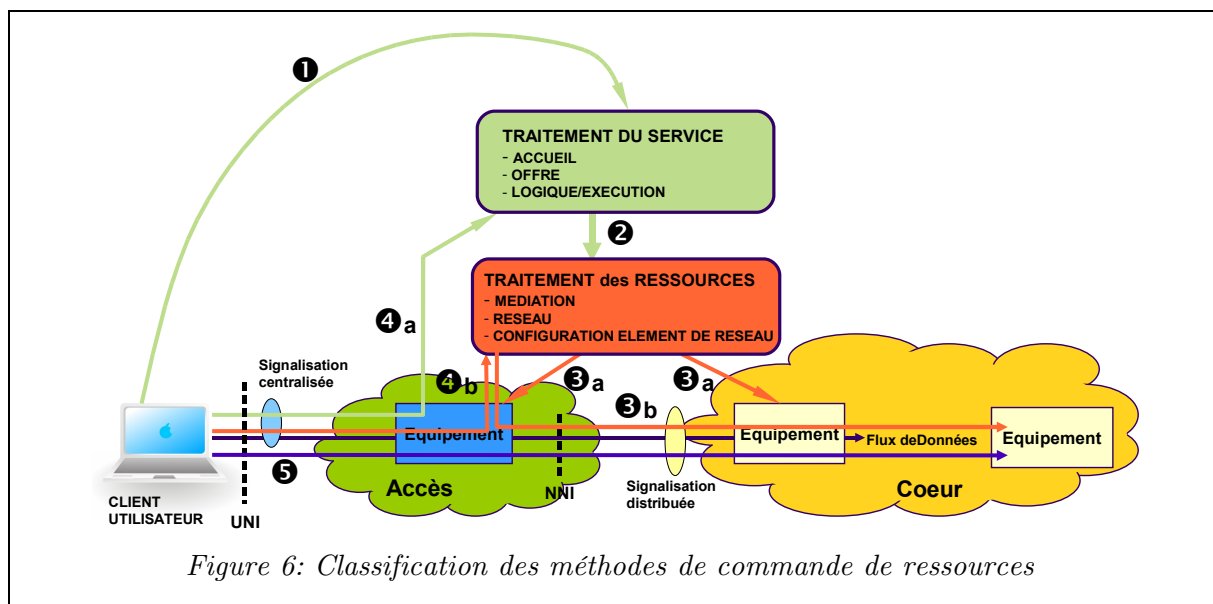 ❶
TRAITEMENT DU SERVICE
- ACCUEIL
- OFFRE
- LOGIQUE/EXECUTION
❷
TRAITEMENT des RESSOURCES
- MEDIATION
- RESEAU
- CONFIGURATION ELEMENT DE RESEAU
❹a
Signalisation
centralisée
❹b
❸a
❸a
❸b
Equipement
Equipement
Flux deDonnées
Equipement
❺
Accès
NNI
Signalisation
distribuée
Coeur
CLIENT
UTILISATEUR
UNI
Figure 6: Classification des méthodes de commande de ressources